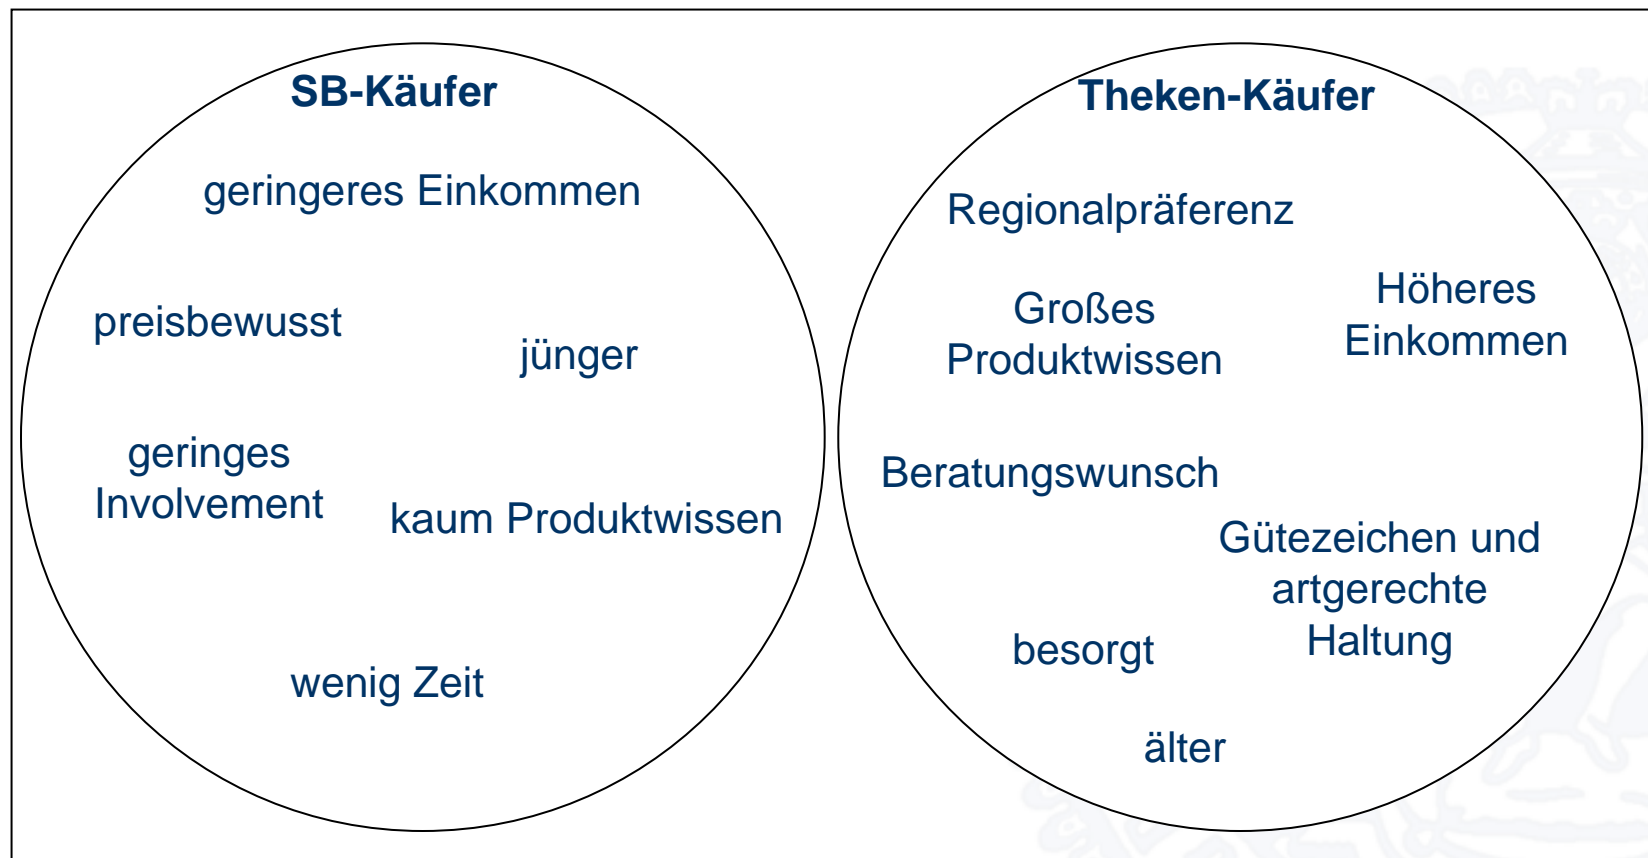 SB-Käufer
geringeres Einkommen
preisbewusst
jünger
geringes
Involvement
kaum Produktwissen
wenig Zeit
Theken-Käufer
Regionalpräferenz
Großes
Produktwissen
Höheres
Einkommen
Beratungswunsch
Gütezeichen und
artgerechte
Haltung
besorgt
älter